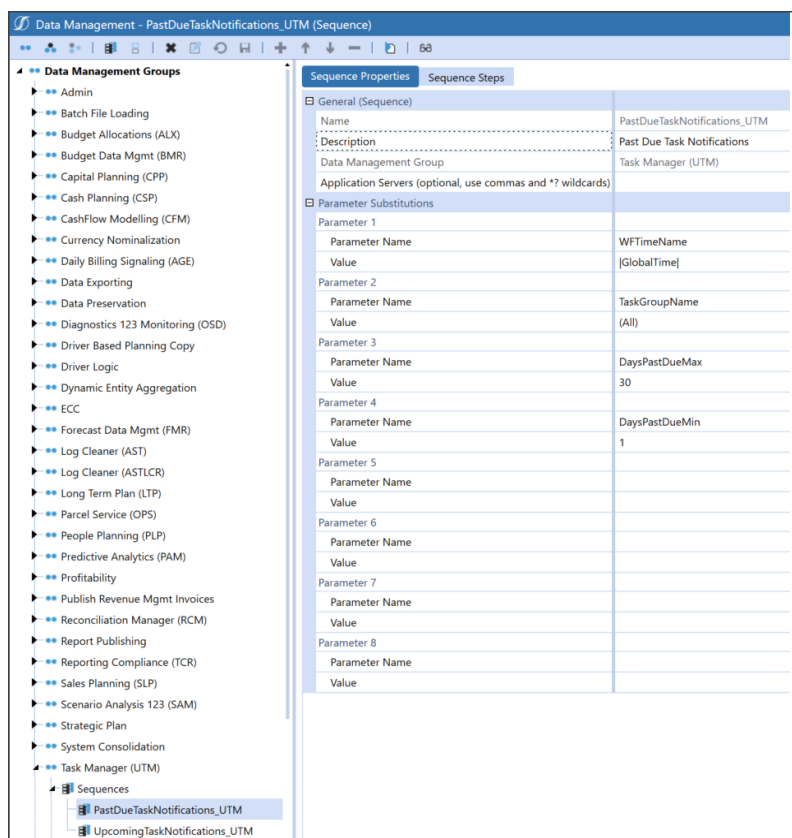 Data Management - PastDueTaskNotifications_UTM (Sequence)
Data Management Groups
Admin
Batch File Loading
Budget Allocations (ALX)
Budget Data Mgmt (BMR)
Capital Planning (CPP)
Cash Planning (CSP)
CashFlow Modelling (CFM)
Currency Nominalization
Daily Billing Signaling (AGE)
Data Exporting
Data Preservation
Diagnostics 123 Monitoring (OSD)
Driver Based Planning Copy
Driver Logic
Dynamic Entity Aggregation
ECC
Forecast Data Mgmt (FMR)
Log Cleaner (AST)
Log Cleaner (ASTLCR)
Long Term Plan (LTP)
Parcel Service (OPS)
People Planning (PLP)
Predictive Analytics (PAM)
Profitability
Publish Revenue Mgmt Invoices
Reconciliation Manager (RCM)
Report Publishing
Reporting Compliance (TCR)
Sales Planning (SLP)
Scenario Analysis 123 (SAM)
Strategic Plan
System Consolidation
Task Manager (UTM)
Sequences
PastDueTaskNotifications_UTM
UpcomingTaskNotifications_UTM
Sequence Properties Sequence Steps
General (Sequence)
Name PastDueTaskNotifications_UTM
Description Past Due Task Notifications
Data Management Group Task Manager (UTM)
Application Servers (optional, use commas and *? wildcards)
Parameter Substitutions
Parameter 1
Parameter Name WFTimeName
Value |GlobalTime|
Parameter 2
Parameter Name TaskGroupName
Value (All)
Parameter 3
Parameter Name DaysPastDueMax
Value 30
Parameter 4
Parameter Name DaysPastDueMin
Value 1
Parameter 5
Parameter Name
Value
Parameter 6
Parameter Name
Value
Parameter 7
Parameter Name
Value
Parameter 8
Parameter Name
Value